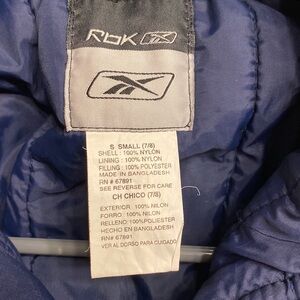 RbK
S SMALL (7/8)
SHELL : 100% NYLON
LINING : 100% NYLON
FILLING : 100% POLYESTER
MADE IN BANGLADESH
RN# 67891
SEE REVERSE FOR CARE
CH CHICO (7/8)
EXTERIOR: 100% NILON
FORRO: 100% NILON
RELLENO:100%POLIESTER
HECHO EN BANGLADESH
RN# 67891
VER AL DORSO PARA CUIDADO